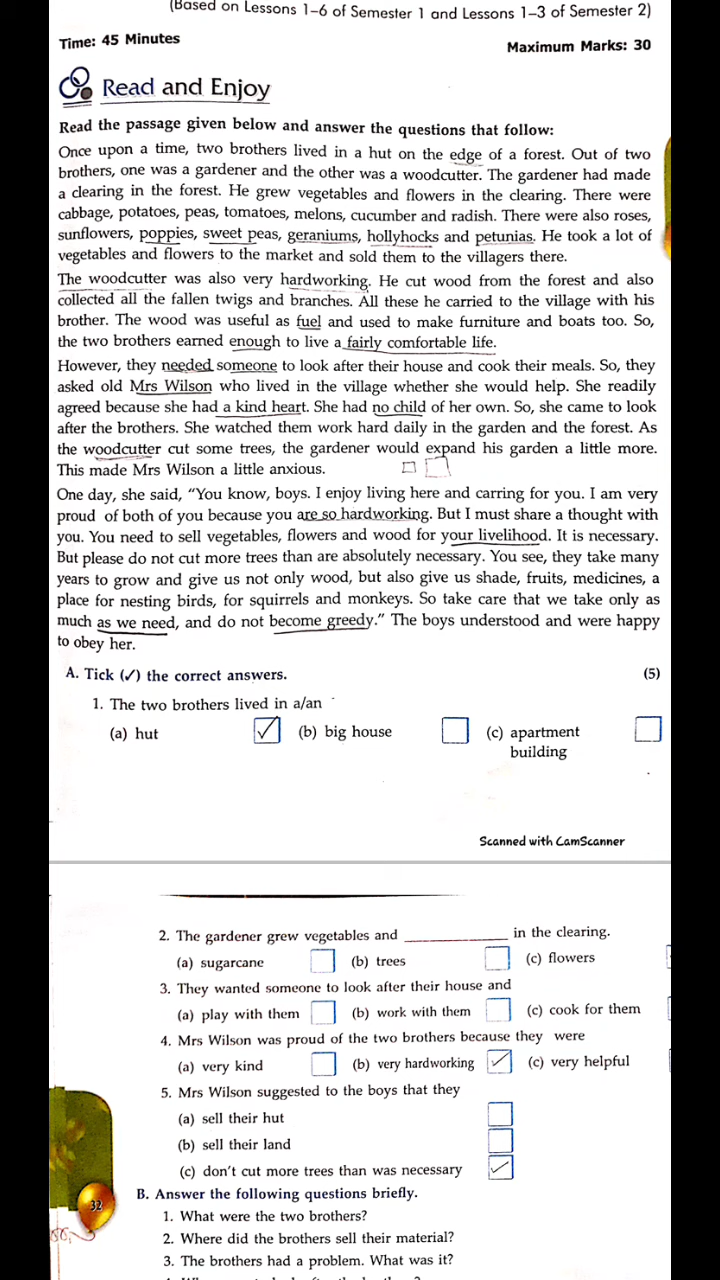 (Based on Lessons 1–6 of Semester 1 and Lessons 1–3 of Semester 2)
Time: 45 Minutes
Maximum Marks: 30
Read and Enjoy
Read the passage given below and answer the questions that follow:
Once upon a time, two brothers lived in a hut on the edge of a forest. Out of two
brothers, one was a gardener and the other was a woodcutter. The gardener had made
a clearing in the forest. He grew vegetables and flowers in the clearing. There were
cabbage, potatoes, peas, tomatoes, melons, cucumber and radish. There were also roses,
sunflowers, poppies, sweet peas, geraniums, hollyhocks and petunias. He took a lot of
vegetables and flowers to the market and sold them to the villagers there.
The woodcutter was also very hardworking. He cut wood from the forest and also
collected all the fallen twigs and branches. All these he carried to the village with his
brother. The wood was useful as fuel and used to make furniture and boats too. So,
the two brothers earned enough to live a fairly comfortable life.
However, they needed someone to look after their house and cook their meals. So, they
asked old Mrs Wilson who lived in the village whether she would help. She readily
agreed because she had a kind heart. She had no child of her own. So, she came to look
after the brothers. She watched them work hard daily in the garden and the forest. As
the woodcutter cut some trees, the gardener would expand his garden a little more.
This made Mrs Wilson a little anxious.
One day, she said, “You know, boys. I enjoy living here and carring for you. I am very
proud of both of you because you are so hardworking. But I must share a thought with
you. You need to sell vegetables, flowers and wood for your livelihood. It is necessary.
But please do not cut more trees than are absolutely necessary. You see, they take many
years to grow and give us not only wood, but also give us shade, fruits, medicines, a
place for nesting birds, for squirrels and monkeys. So take care that we take only as
much as we need, and do not become greedy.” The boys understood and were happy
to obey her.
A. Tick (✓) the correct answers. (5)
1. The two brothers lived in a/an
(a) hut ✓ (b) big house (c) apartment
building
Scanned with CamScanner
2. The gardener grew vegetables and ____________ in the clearing.
(a) sugarcane (b) trees (c) flowers
3. They wanted someone to look after their house and
(a) play with them (b) work with them (c) cook for them
4. Mrs Wilson was proud of the two brothers because they were
(a) very kind (b) very hardworking ✓ (c) very helpful
5. Mrs Wilson suggested to the boys that they
(a) sell their hut
(b) sell their land
(c) don't cut more trees than was necessary ✓
B. Answer the following questions briefly.
32
1. What were the two brothers?
2. Where did the brothers sell their material?
3. The brothers had a problem. What was it?